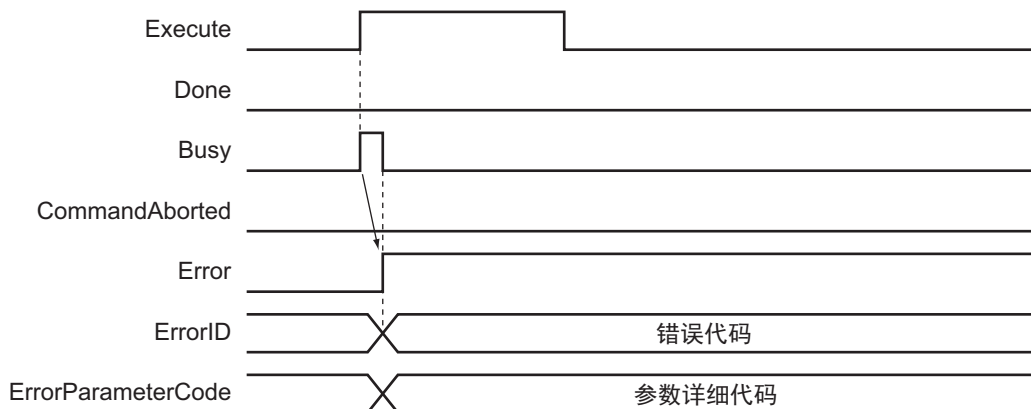 Execute
Done
Busy
CommandAborted
Error
ErrorID 错误代码
ErrorParameterCode 参数详细代码